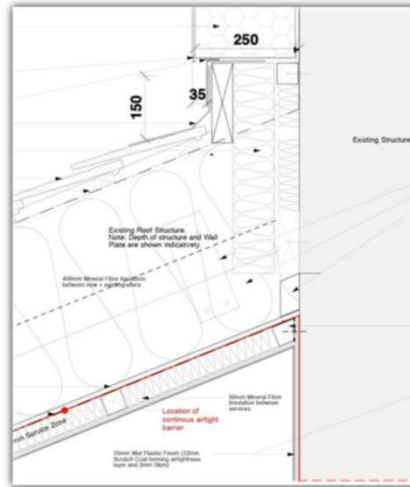 250
35
150
Existing Structure
Existing Roof Structure.
Note: Depth of structure and Wall
Plate are shown indicatively
400mm Mineral Fibre Insulation
between new + existing rafters
50mm Mineral Fibre
Insulation between
services
Location of
continous airtight
barrier
mm Service Zone
15mm Wet Plaster Finish (12mm
Scratch Coat forming airtightness
layer and 3mm Skim)